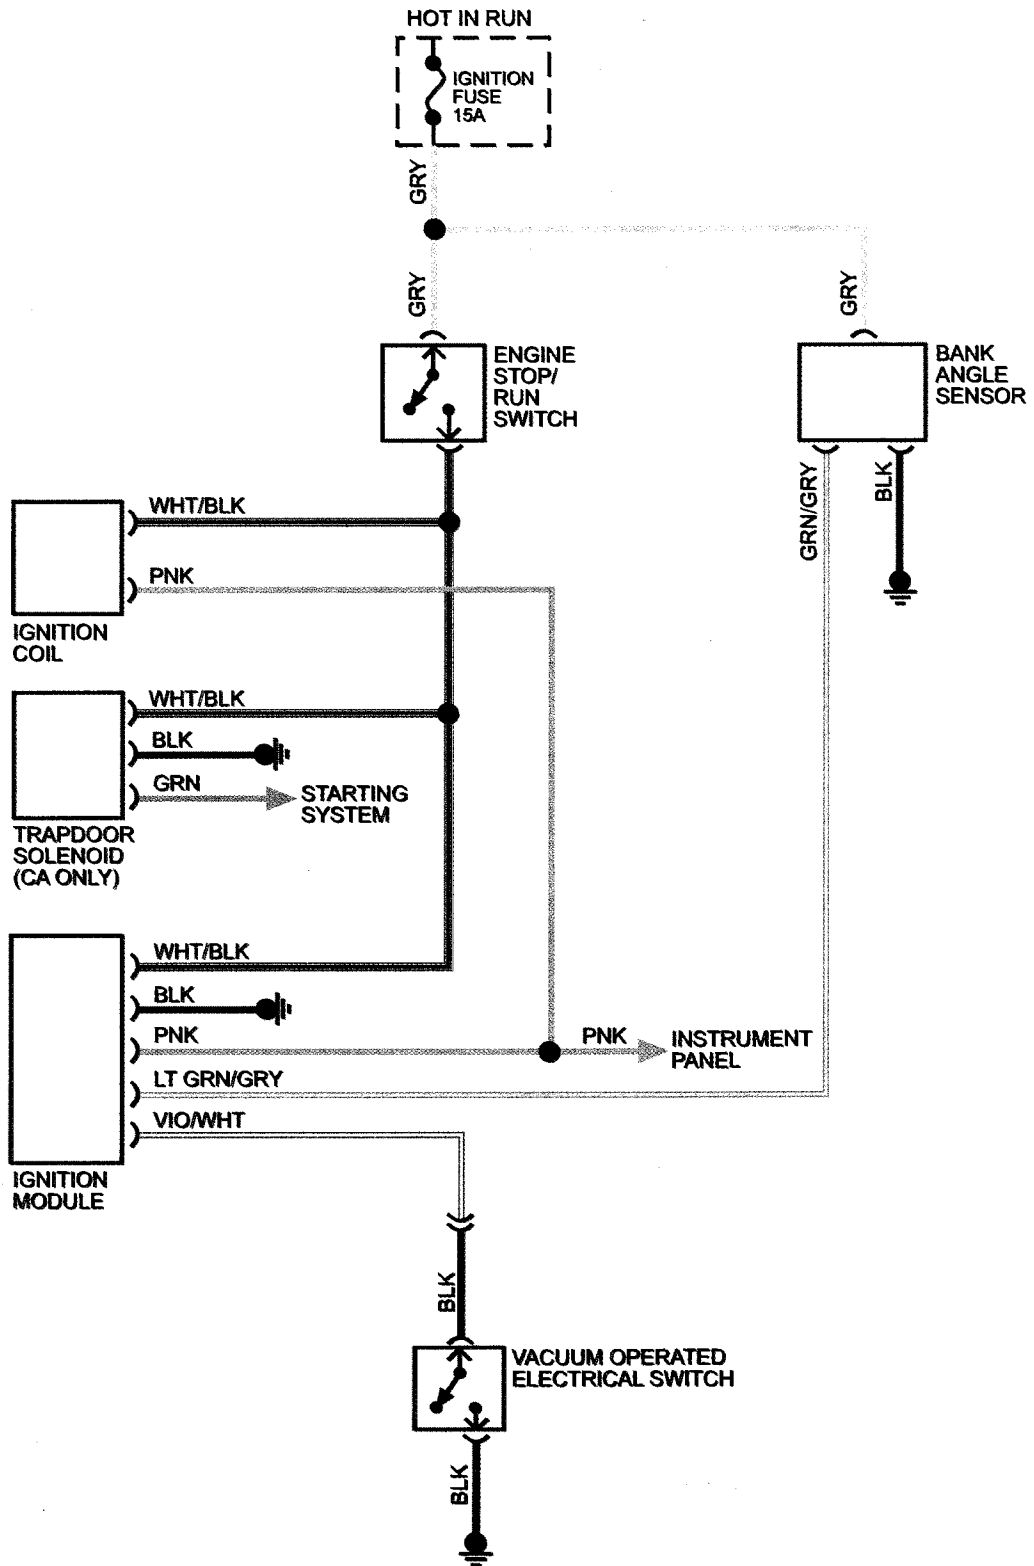 HOT IN RUN
IGNITION
FUSE
15A
GRY
GRY
GRY
ENGINE
STOP/
RUN
SWITCH
BANK
ANGLE
SENSOR
GRN/GRY
BLK
WHT/BLK
PNK
IGNITION
COIL
WHT/BLK
BLK
GRN
STARTING
SYSTEM
TRAPDOOR
SOLENOID
(CA ONLY)
WHT/BLK
BLK
PNK
PNK
INSTRUMENT
PANEL
LT GRN/GRY
VIO/WHT
IGNITION
MODULE
BLK
VACUUM OPERATED
ELECTRICAL SWITCH
BLK